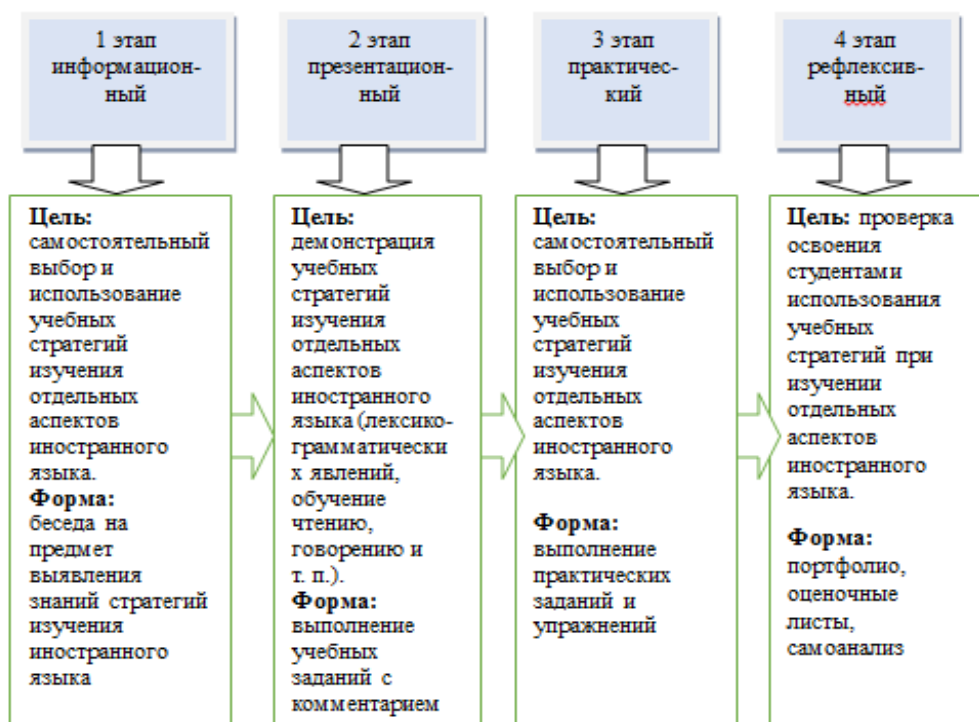 1 этап
информацион-
ный
2 этап
презентацион-
ный
3 этап
практичес-
кий
4 этап
рефлексив-
ный
Цель:
самостоятельный
выбор и
использование
учебных
стратегий
изучения
отдельных
аспектов
иностранного
языка.
Форма:
беседа на
предмет
выявления
знаний стратегий
изучения
иностранного
языка
Цель:
демонстрация
учебных
стратегий
изучения
отдельных
аспектов
иностранного
языка (лексико-
грамматически
х явлений,
обучение
чтению,
говорению и
т. п.).
Форма:
выполнение
учебных
заданий с
комментарием
Цель:
самостоятельный
выбор и
использование
учебных
стратегий
изучения
отдельных
аспектов
иностранного
языка.
Форма:
выполнение
практических
заданий и
упражнений
Цель: проверка
освоения
студентами
использования
учебных
стратегий при
изучении
отдельных
аспектов
иностранного
языка.
Форма:
портфолио,
оценочные
листы,
самоанализ